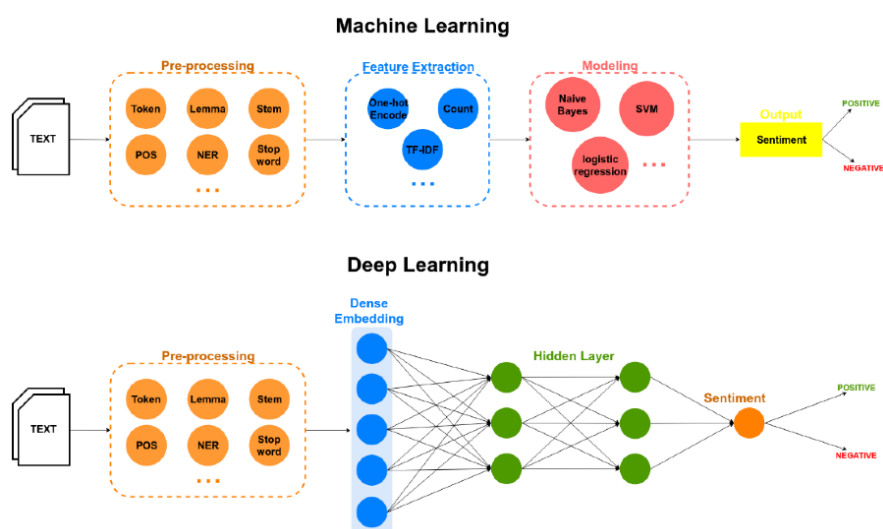 Machine Learning
Pre-processing
Feature Extraction
Modeling
Output
TEXT
Token
Lemma
Stem
POS
NER
Stop
word
...
One-hot
Encode
Count
TF-IDF
...
Naive
Bayes
SVM
logistic
regression
...
Sentiment
POSITIVE
NEGATIVE
Deep Learning
Dense
Embedding
Pre-processing
Hidden Layer
Sentiment
TEXT
Token
Lemma
Stem
POS
NER
Stop
word
...
POSITIVE
NEGATIVE